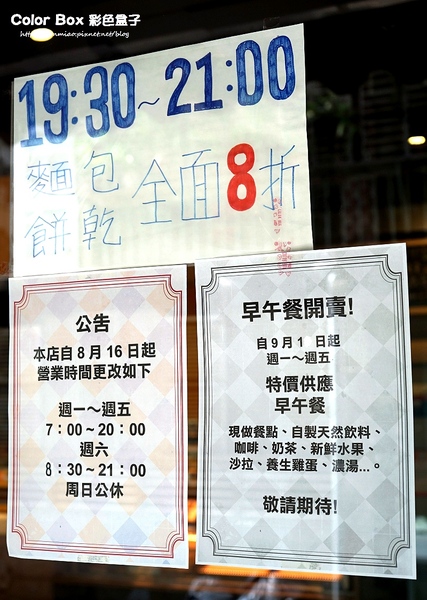 Color Box 彩色盒子
19:30~21:00
麵包 全面8折
餅乾
公告
本店自8月16日起
營業時間更改如下
週一～週五
7：00～20：00
週六
8：30～21：00
周日公休
早午餐開賣!
自9月1 日起
週一～週五
特價供應
早午餐
現做餐點、自製天然飲料、
咖啡、奶茶、新鮮水果、
沙拉、養生雞蛋、濃湯...。
敬請期待!